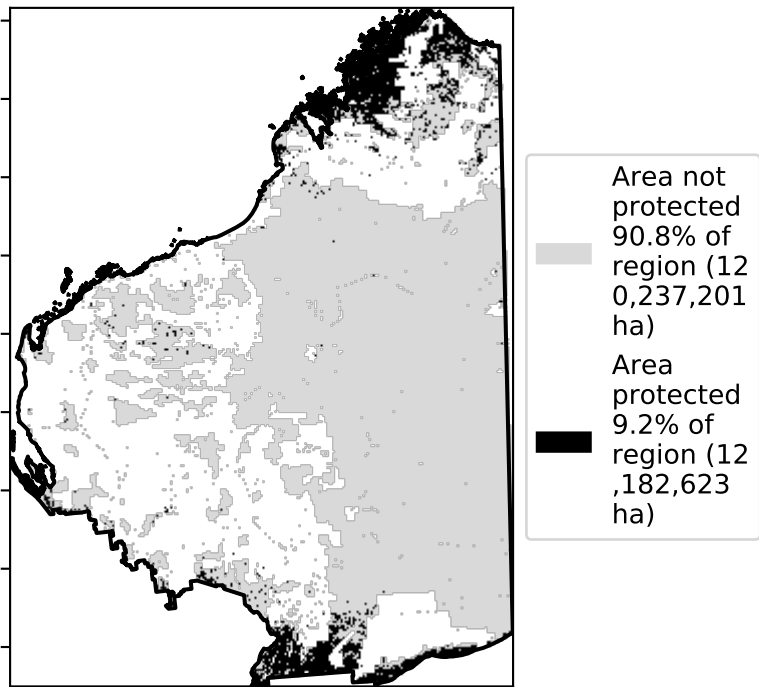 Area not
protected
90.8% of
region (12
0,237,201
ha)
Area
protected
9.2% of
region (12
,182,623
ha)